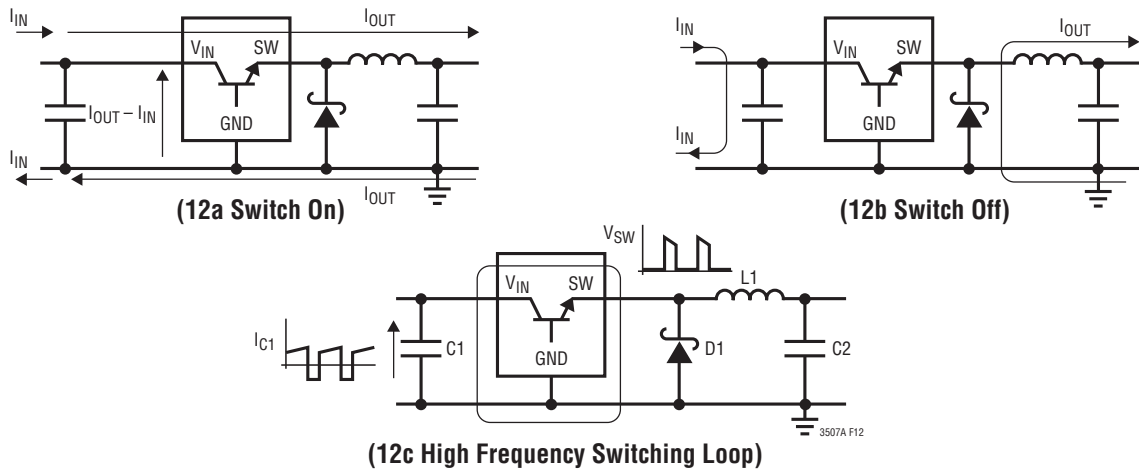 I_IN
I_OUT
V_IN
SW
I_OUT – I_IN
GND
I_IN
I_OUT
(12a Switch On)
I_OUT
I_IN
V_IN
SW
I_IN
GND
(12b Switch Off)
V_SW
L1
V_IN
SW
I_C1
C1
GND
D1
C2
3507A F12
(12c High Frequency Switching Loop)